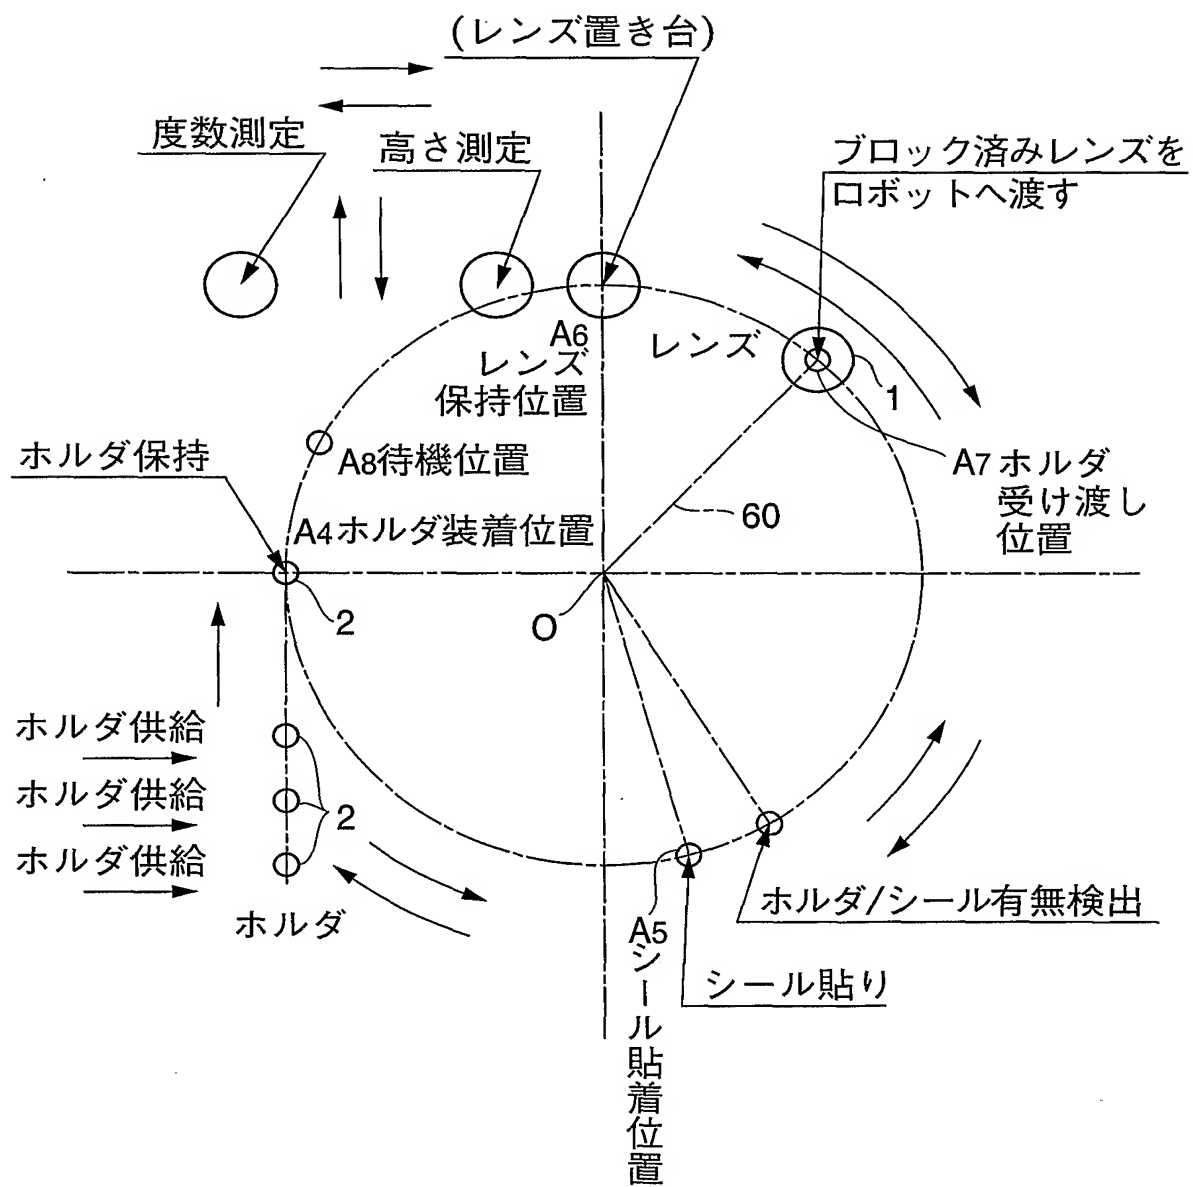 (レンズ置き台)
度数測定
高さ測定
ブロック済みレンズを
ロボットへ渡す
A6
レンズ
保持位置
レンズ
1
ホルダ保持
A8待機位置
A7ホルダ
受け渡し
位置
60
A4ホルダ装着位置
2
O
ホルダ供給
ホルダ供給
ホルダ供給
2
ホルダ
ホルダ/シール有無検出
A5
シール貼着位置
シール貼り